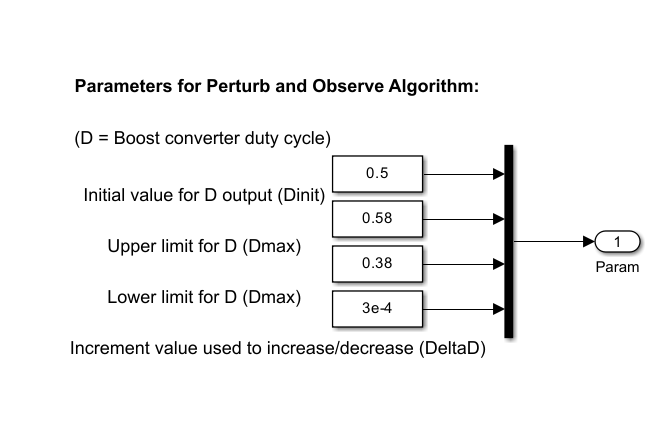 Parameters for Perturb and Observe Algorithm:
(D = Boost converter duty cycle)
0.5
Initial value for D output (Dinit)
0.58
1
Upper limit for D (Dmax)
0.38
Param
Lower limit for D (Dmax)
3e-4
Increment value used to increase/decrease (DeltaD)